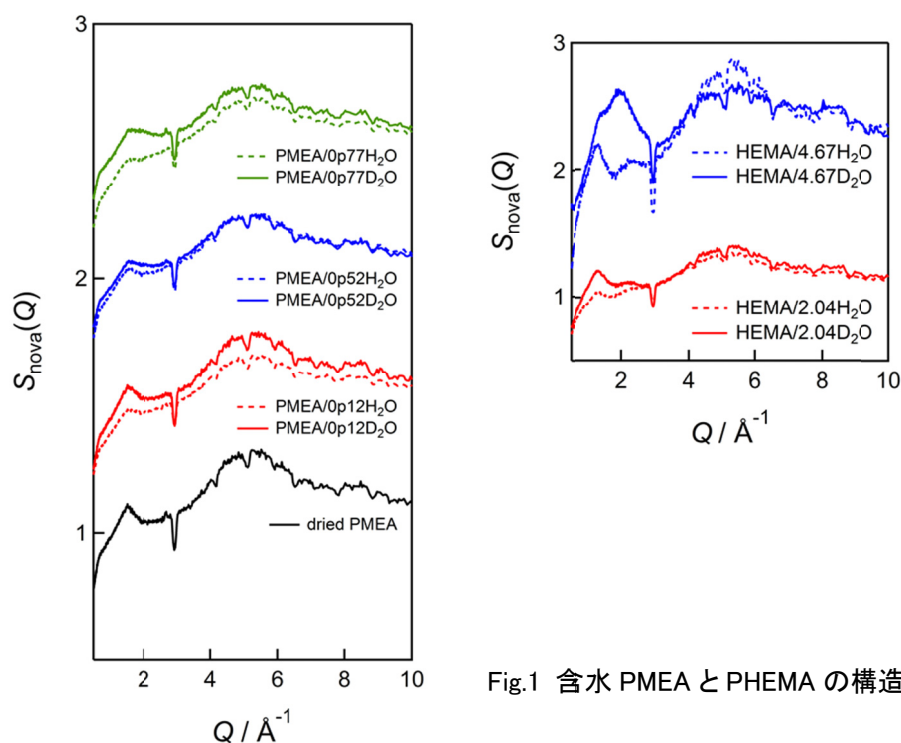 3
2
1
S_nova(Q)
PMEA/0p77H₂O
PMEA/0p77D₂O
PMEA/0p52H₂O
PMEA/0p52D₂O
PMEA/0p12H₂O
PMEA/0p12D₂O
dried PMEA
2 4 6 8 10
Q / Å⁻¹
3
2
1
S_nova(Q)
HEMA/4.67H₂O
HEMA/4.67D₂O
HEMA/2.04H₂O
HEMA/2.04D₂O
2 4 6 8 10
Q / Å⁻¹
Fig.1 含水 PMEA と PHEMA の構造